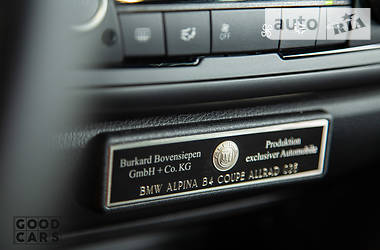 auto
RIA
OFF
Burkard Bovensiepen
GmbH + Co. KG
Produktion
exclusiver Automobile
BMW ALPINA B4 COUPE ALLRAD
GOOD
CARS